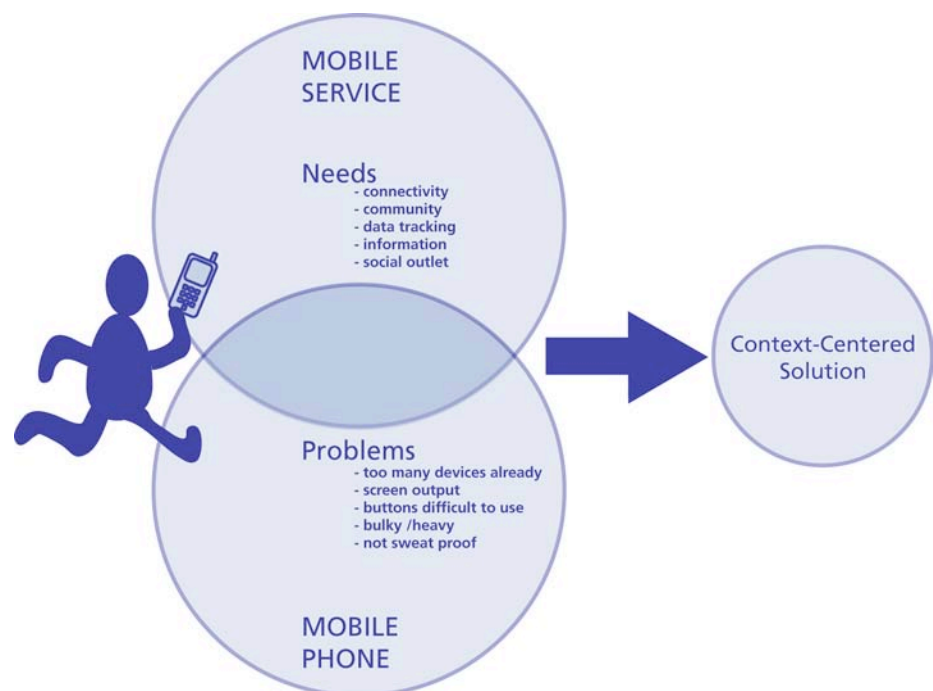 MOBILE
SERVICE
Needs
- connectivity
- community
- data tracking
- information
- social outlet
Context-Centered
Solution
Problems
- too many devices already
- screen output
- buttons difficult to use
- bulky /heavy
- not sweat proof
MOBILE
PHONE